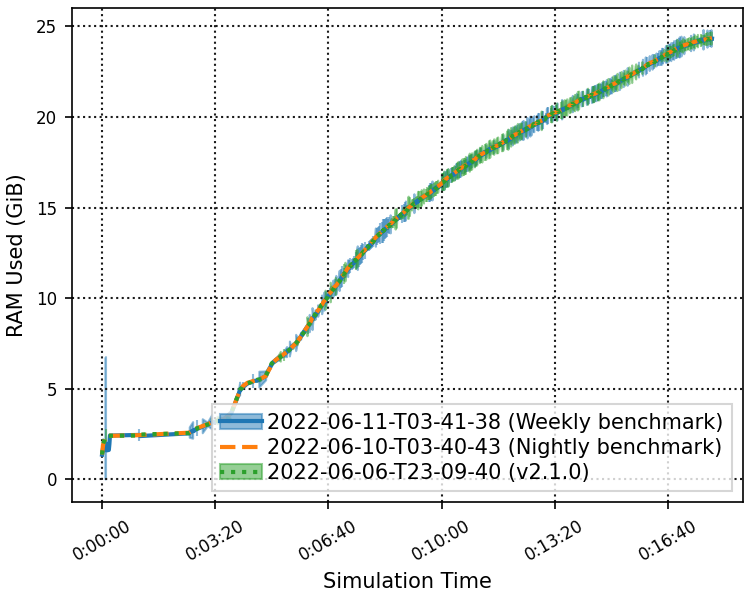 25
20
15
10
5
0
RAM Used (GiB)
2022-06-11-T03-41-38 (Weekly benchmark)
2022-06-10-T03-40-43 (Nightly benchmark)
2022-06-06-T23-09-40 (v2.1.0)
0:00:00
0:03:20
0:06:40
0:10:00
0:13:20
0:16:40
Simulation Time